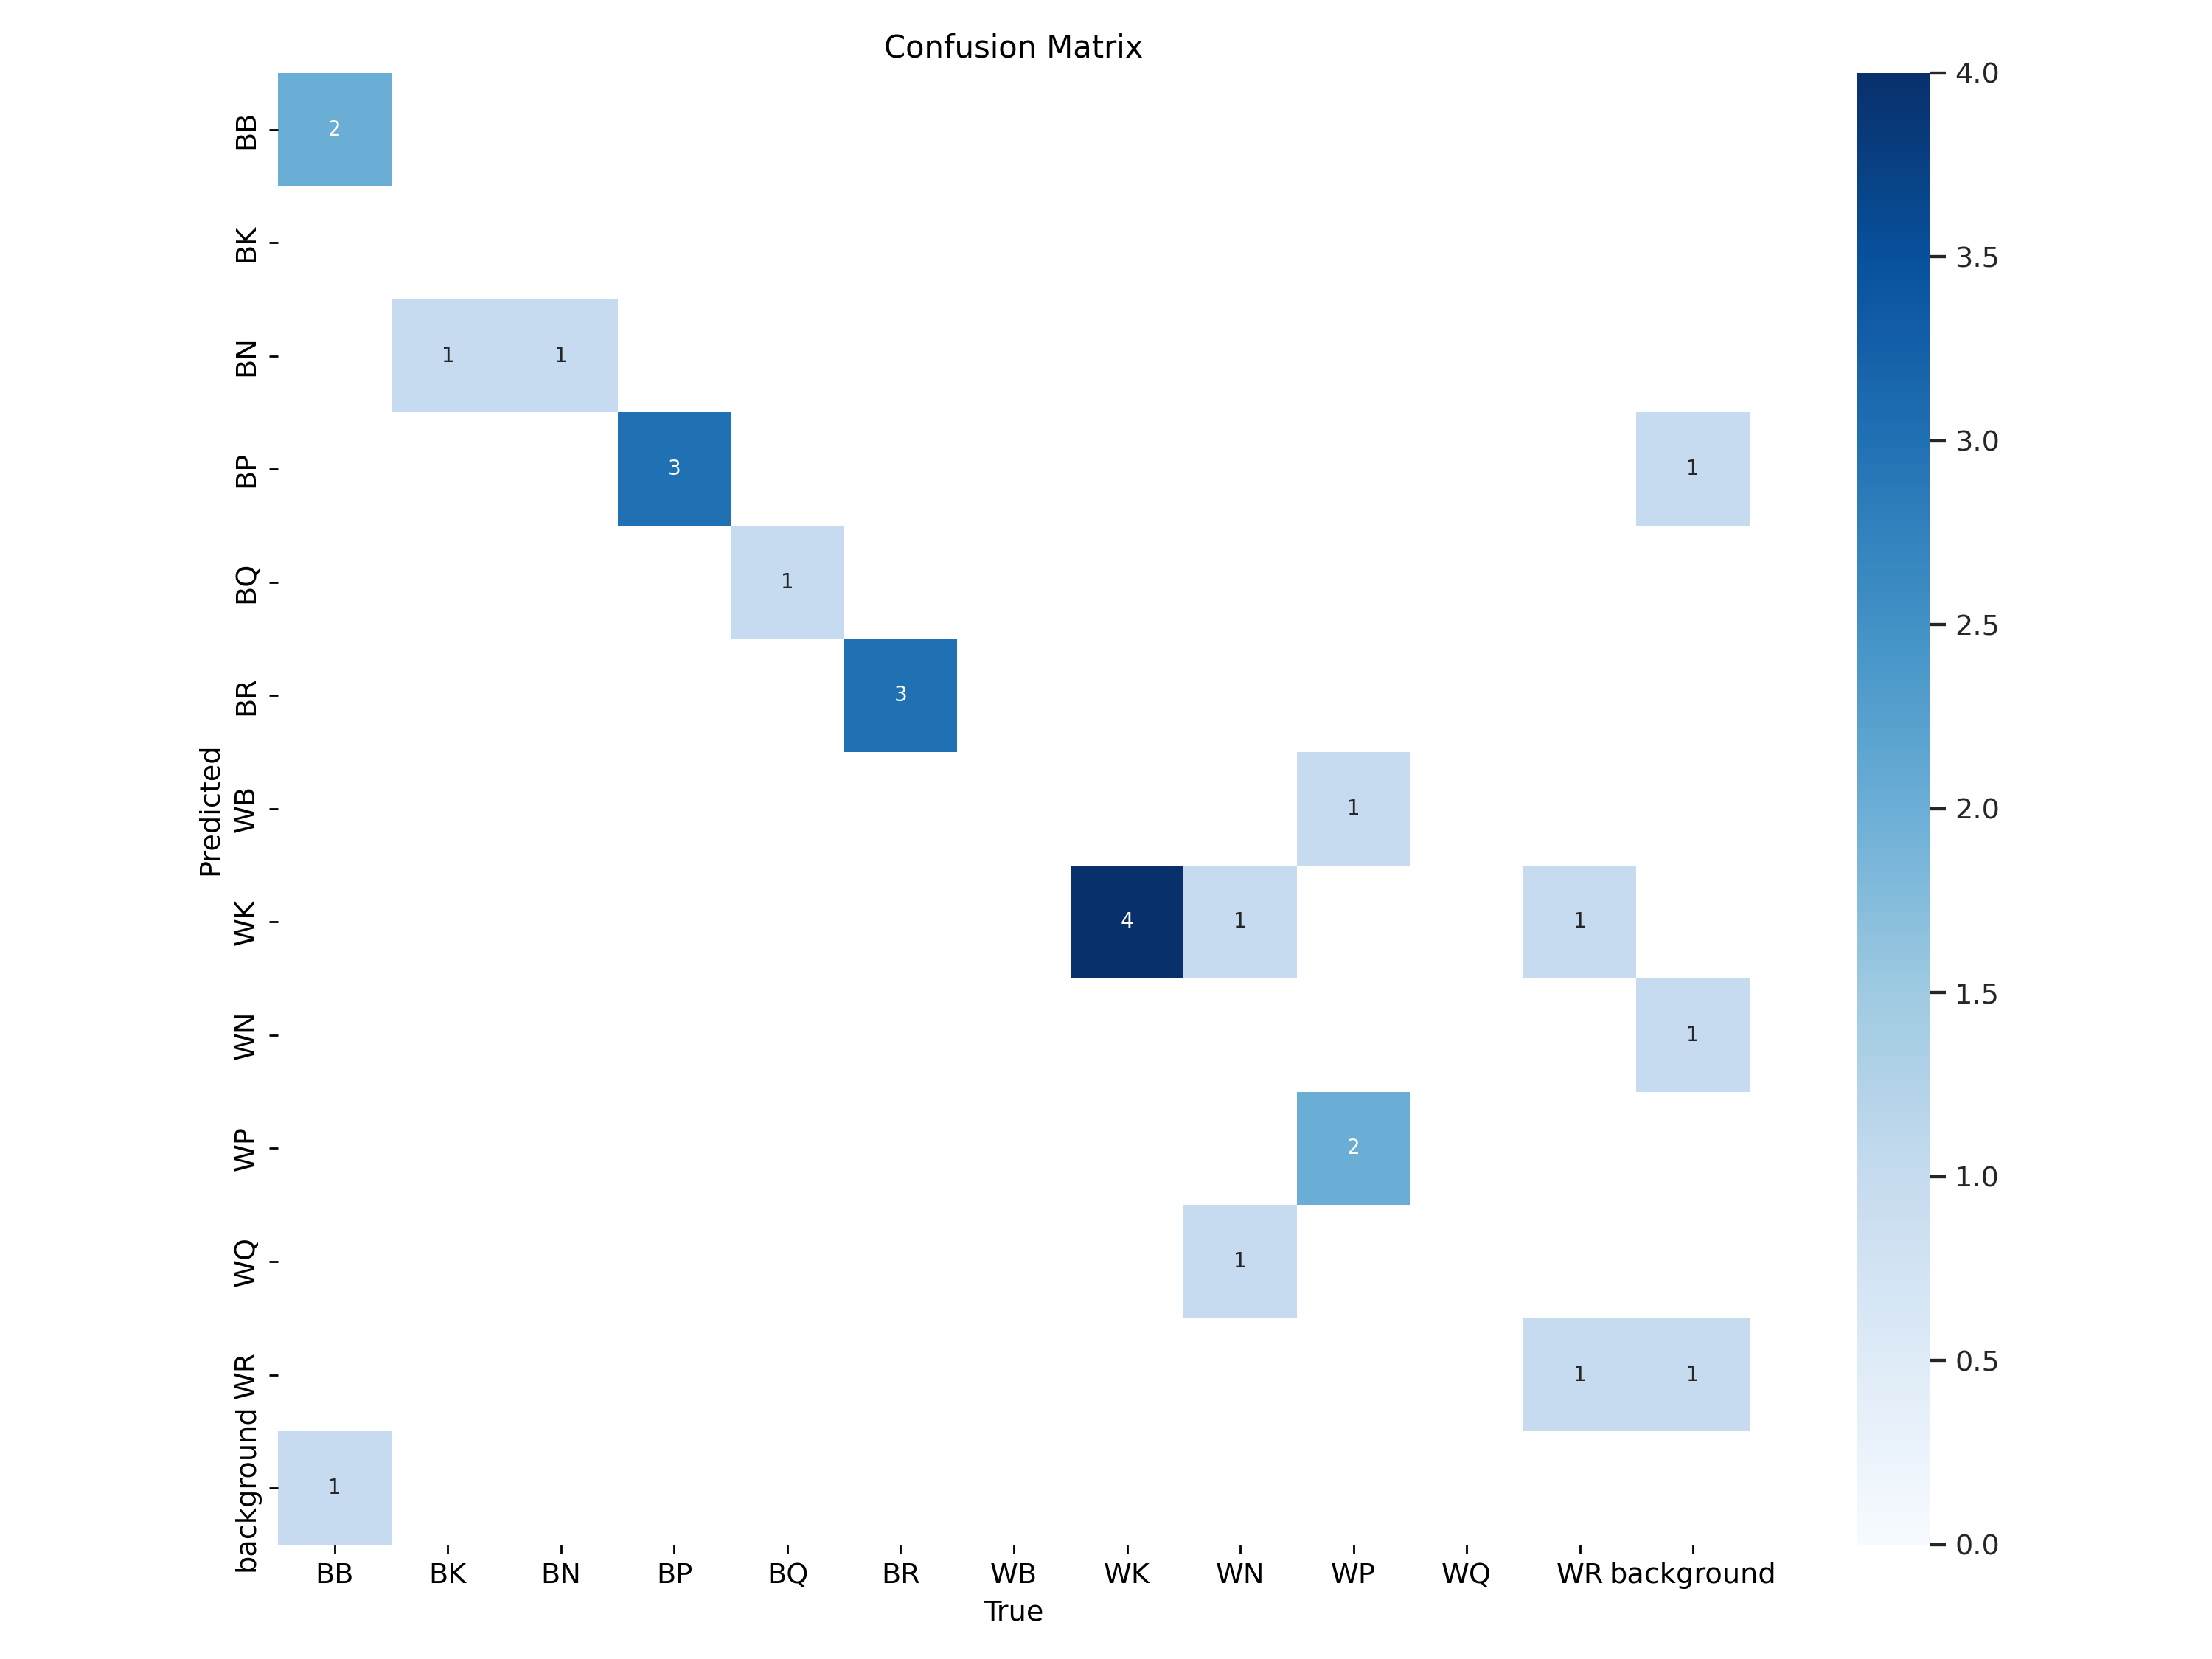 Confusion Matrix
BB 2
BK
BN 1 1
BP 3 1
BQ 1
BR 3
WB 1
WK 4 1 1
WN 1
WP 2
WQ 1
WR 1 1
background 1
Predicted
BB BK BN BP BQ BR WB WK WN WP WQ WR background
True
4.0
3.5
3.0
2.5
2.0
1.5
1.0
0.5
0.0